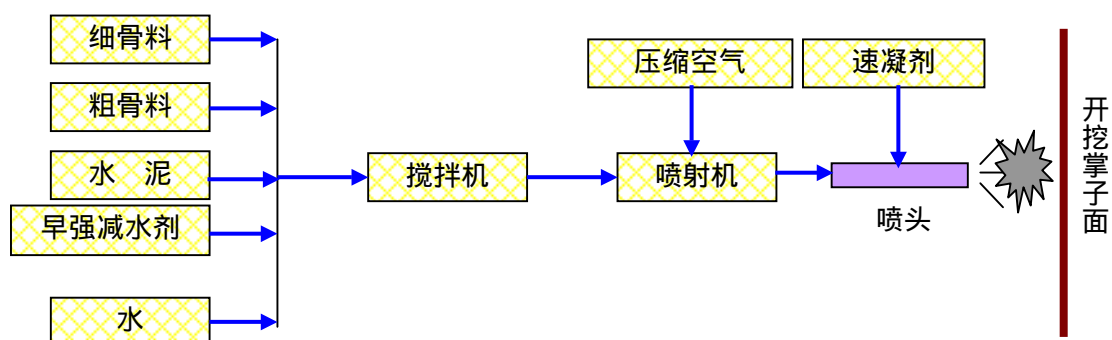 细骨料
粗骨料
水 泥
早强减水剂
水
搅拌机
压缩空气
喷射机
速凝剂
喷头
开挖掌子面